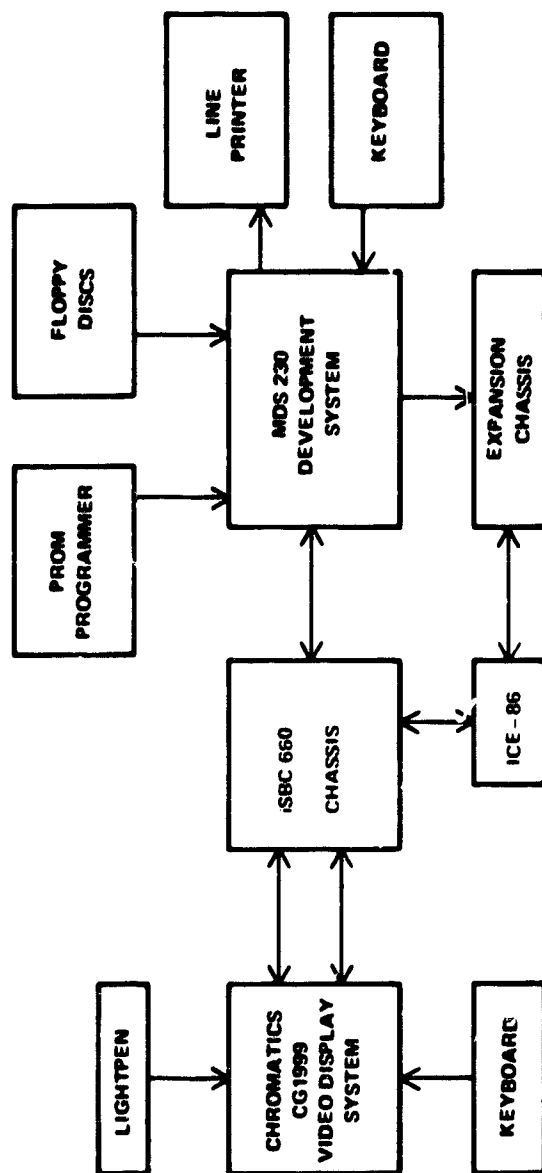 LIGHTPEN
CHROMATICS
CG1999
VIDEO DISPLAY
SYSTEM
KEYBOARD
iSBC 660
CHASSIS
ICE-86
PROM
PROGRAMMER
FLOPPY
DISCS
MDS 230
DEVELOPMENT
SYSTEM
EXPANSION
CHASSIS
LINE
PRINTER
KEYBOARD